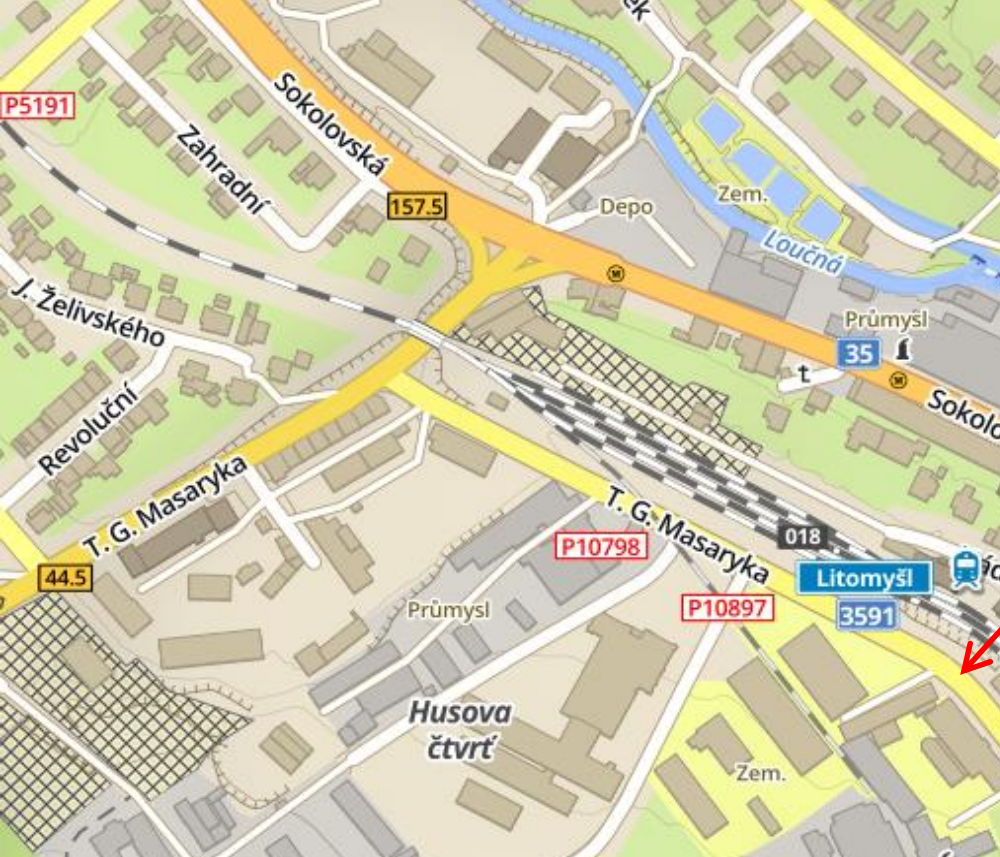 P5191
Sokolovská
Zahradní
157.5
Zem.
Depo
Loučná
J. Želivského
Průmysl
35
t
Sokolo
Revoluční
T. G. Masaryka
T. G. Masaryka
018
P10798
44.5
Litomyšl
P10897
3591
Průmysl
Husova
čtvrť
Zem.